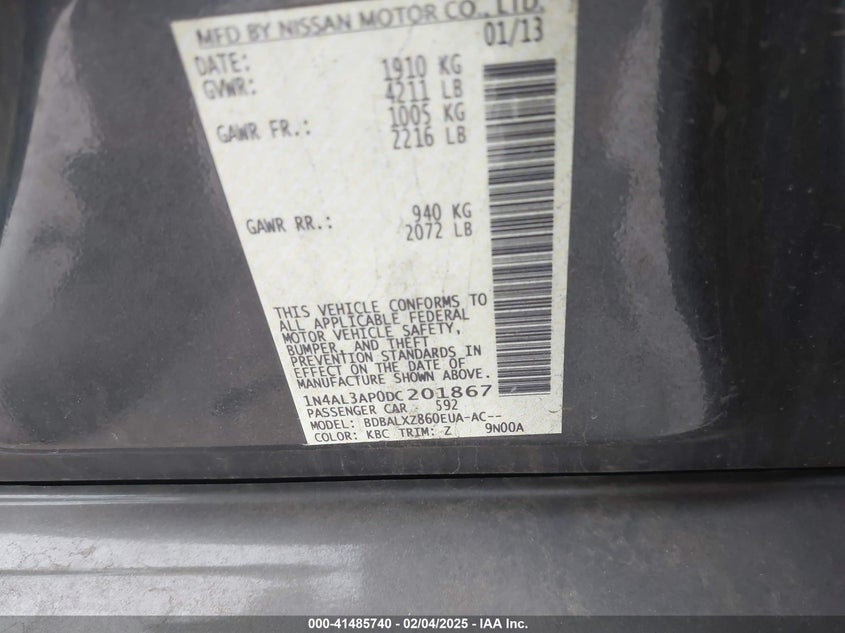 MFD BY NISSAN MOTOR CO., LTD.
DATE: 01/13
GVWR: 1910 KG
4211 LB
GAWR FR.: 1005 KG
2216 LB
GAWR RR.: 940 KG
2072 LB
THIS VEHICLE CONFORMS TO
ALL APPLICABLE FEDERAL
MOTOR VEHICLE SAFETY,
BUMPER, AND THEFT
PREVENTION STANDARDS IN
EFFECT ON THE DATE OF
MANUFACTURE SHOWN ABOVE.
1N4AL3AP0DC201867
PASSENGER CAR 592
MODEL: BDBALXZ860EUA-AC--
COLOR: KBC TRIM: Z 9N00A
000-41485740 - 02/04/2025 - IAA Inc.